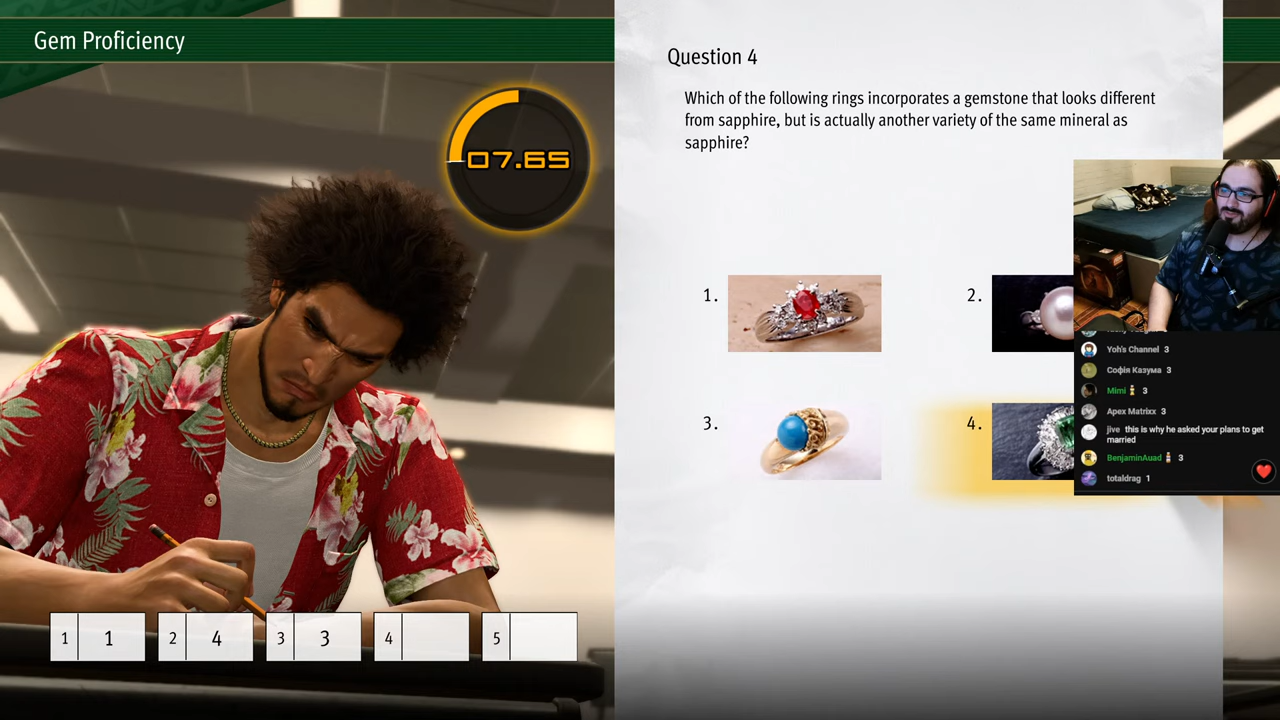 Gem Proficiency
07.65
Question 4
Which of the following rings incorporates a gemstone that looks different
from sapphire, but is actually another variety of the same mineral as
sapphire?
1.
2.
3.
4.
Yoh's Channel 3
Софія Казума 3
Mimi 3
Apex Matrixx 3
jive this is why he asked your plans to get
married
BenjaminAuad 3
totaldrag 1
1 1
2 4
3 3
4
5